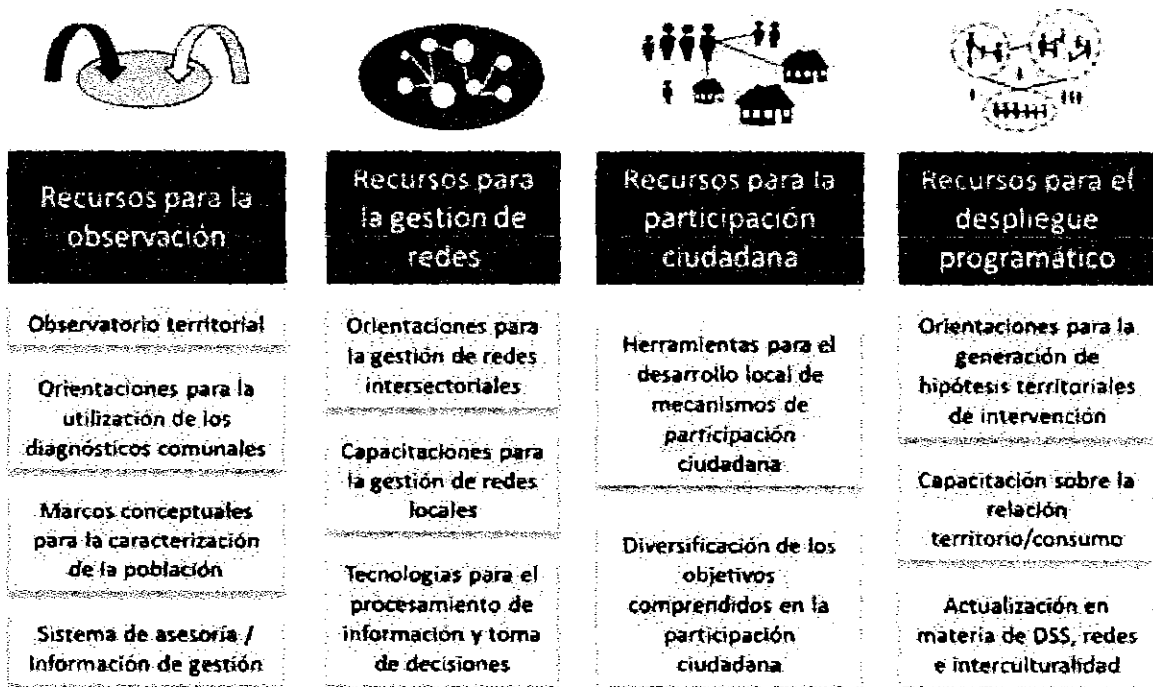 Recursos para la
observación
Observatorio territorial
Orientaciones para la
utilización de los
diagnósticos comunales
Marcos conceptuales
para la caracterización
de la población
Sistema de asesoría /
Información de gestión
Recursos para
la gestión de
redes
Orientaciones para
la gestión de redes
intersectoriales
Capacitaciones para
la gestión de redes
locales
Tecnologías para el
procesamiento de
información y toma
de decisiones
Recursos para la
participación
ciudadana
Herramientas para el
desarrollo local de
mecanismos de
participación
ciudadana
Diversificación de los
objetivos
comprendidos en la
participación
ciudadana
Recursos para el
despliegue
programático
Orientaciones para la
generación de
hipótesis territoriales
de intervención
Capacitación sobre la
relación
territorio/consumo
Actualización en
materia de DSS, redes
e interculturalidad